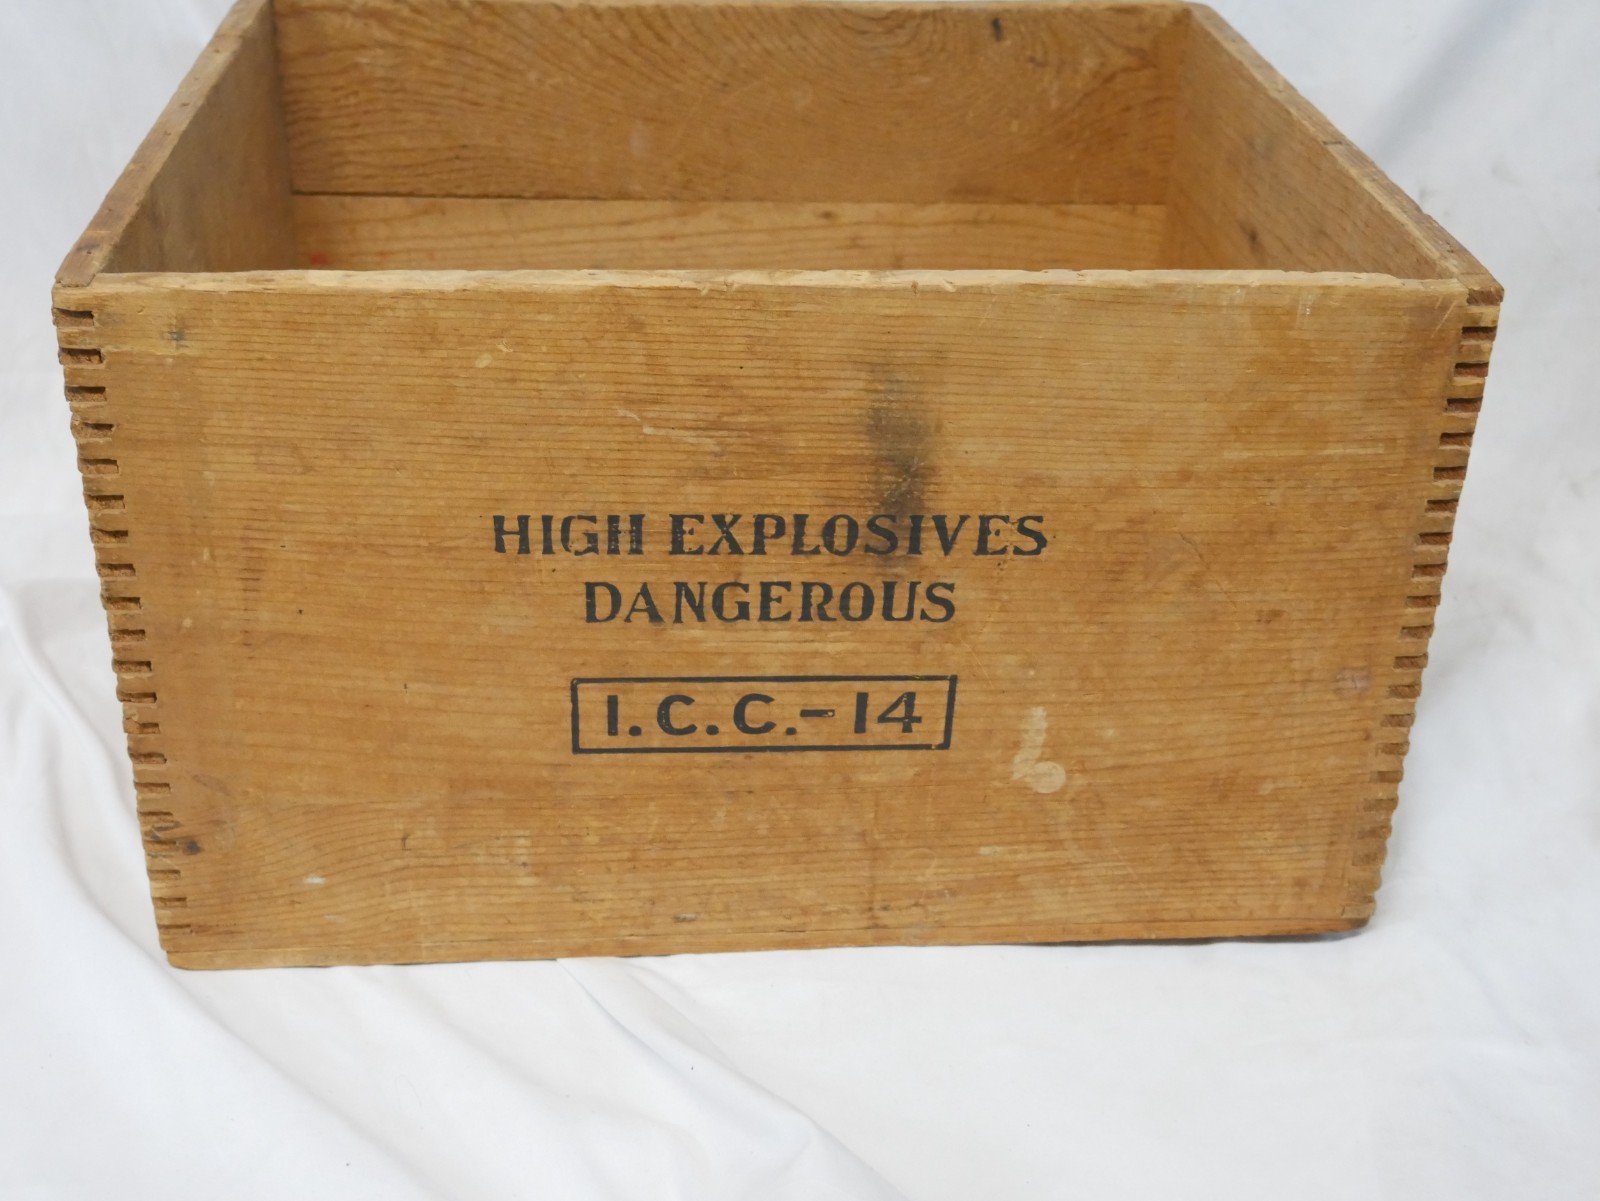 HIGH EXPLOSIVES
DANGEROUS
I.C.C.-14